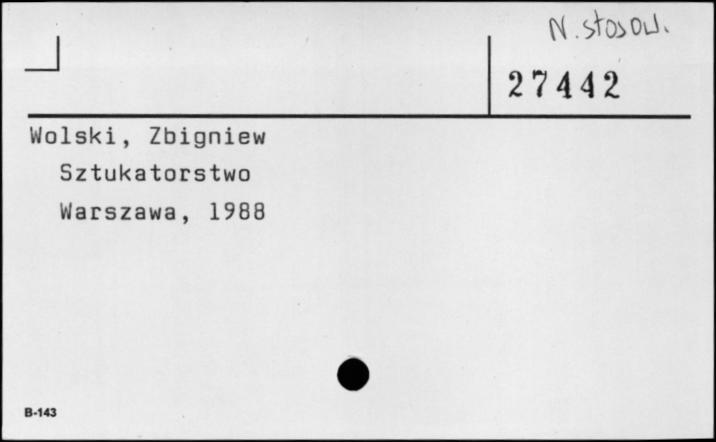 N. stosow.
27442
Wolski, Zbigniew
Sztukatorstwo
Warszawa, 1988
B-143